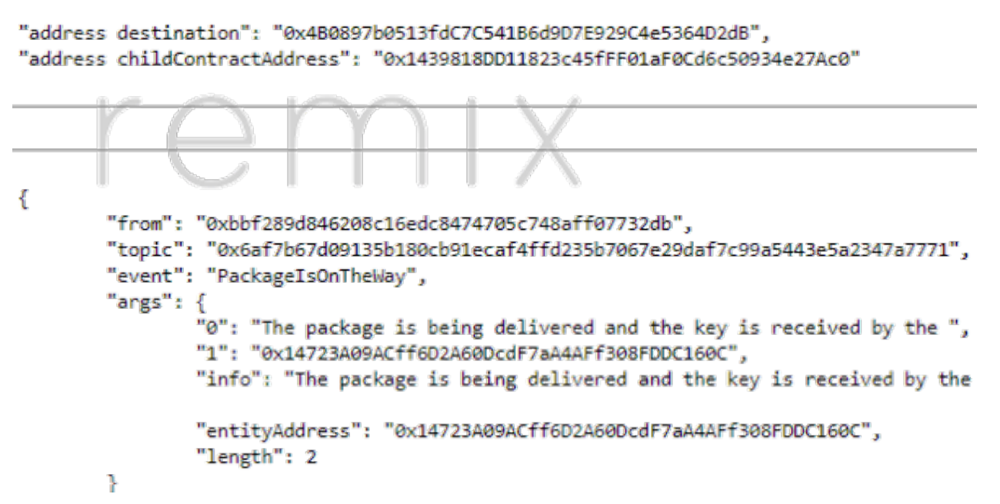 "address destination": "0x4B0897b0513fdC7C541B6d9D7E929C4e5364D2dB",
"address childContractAddress": "0x1439818DD11823c45fFF01aF0Cd6c50934e27Ac0"
remix
{
"from": "0xbbf289d846208c16edc8474705c748aff07732db",
"topic": "0x6af7b67d09135b180cb91ecaf4ffd235b7067e29daf7c99a5443e5a2347a7771",
"event": "PackageIsOnTheWay",
"args": {
"0": "The package is being delivered and the key is received by the ",
"1": "0x14723A09ACff6D2A60DcdF7aA4AFf308FDDC160C",
"info": "The package is being delivered and the key is received by the
"entityAddress": "0x14723A09ACff6D2A60DcdF7aA4AFf308FDDC160C",
"length": 2
}